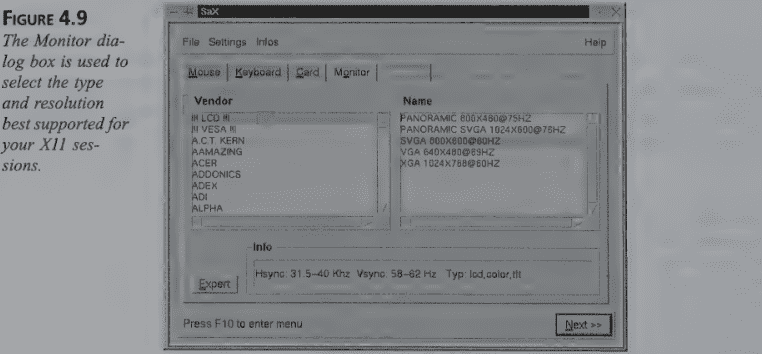 FIGURE 4.9
The Monitor dia-
log box is used to
select the type
and resolution
best supported for
your X11 ses-
sions.
SaX
File Settings Infos Help
Mouse Keyboard Card Monitor
Vendor
!!! LCD !!!
!!! VESA !!!
A.C.T. KERN
AAMAZING
ACER
ADDONICS
ADEX
ADI
ALPHA
Name
PANORAMIC 800X480@75HZ
PANORAMIC SVGA 1024X600@75HZ
SVGA 800X600@60HZ
VGA 640X480@69HZ
XGA 1024X768@60HZ
Info
Hsync: 31.5-40 Khz Vsync: 58-62 Hz Typ: lcd,color,tft
Expert
Press F10 to enter menu
Next >>